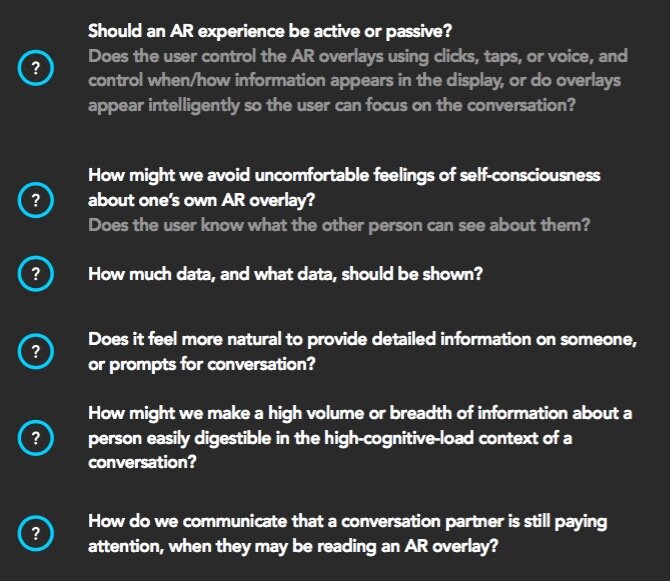 Should an AR experience be active or passive?
? Does the user control the AR overlays using clicks, taps, or voice, and
control when/how information appears in the display, or do overlays
appear intelligently so the user can focus on the conversation?
How might we avoid uncomfortable feelings of self-consciousness
? about one's own AR overlay?
Does the user know what the other person can see about them?
? How much data, and what data, should be shown?
? Does it feel more natural to provide detailed information on someone,
or prompts for conversation?
How might we make a high volume or breadth of information about a
? person easily digestible in the high-cognitive-load context of a
conversation?
? How do we communicate that a conversation partner is still paying
attention, when they may be reading an AR overlay?